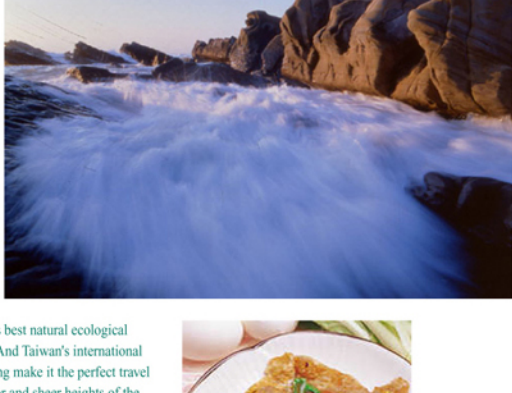 best natural ecological
And Taiwan's international
make it the perfect travel
and sheer heights of the